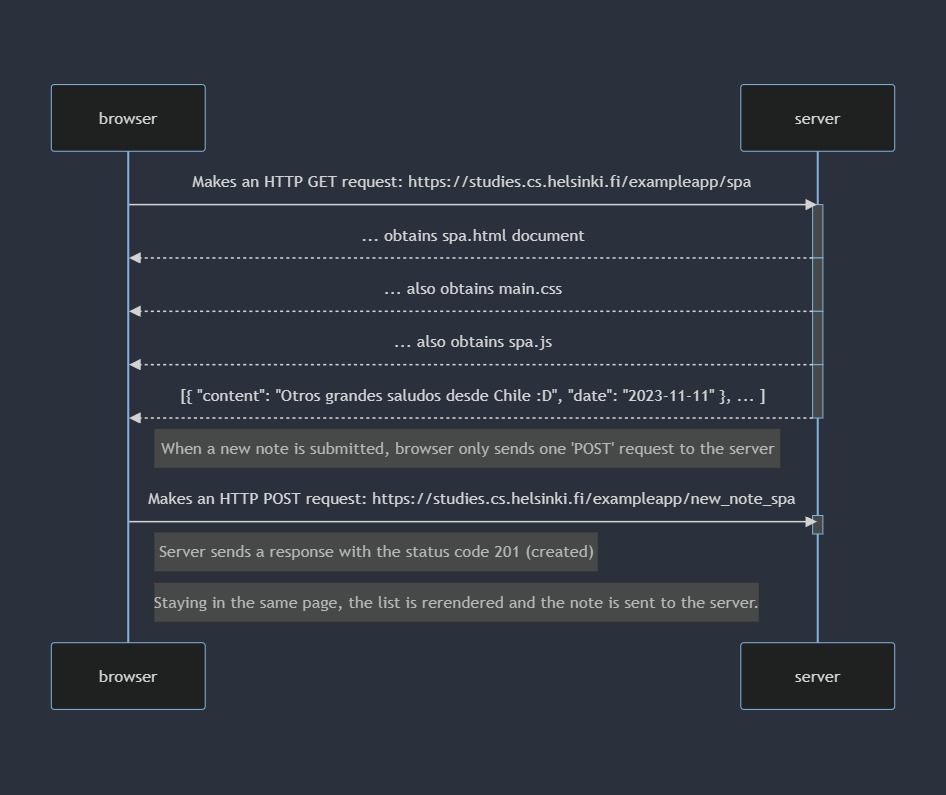 browser
server
Makes an HTTP GET request: https://studies.cs.helsinki.fi/exampleapp/spa
... obtains spa.html document
... also obtains main.css
... also obtains spa.js
[{ "content": "Otros grandes saludos desde Chile :D", "date": "2023-11-11" }, ... ]
When a new note is submitted, browser only sends one 'POST' request to the server
Makes an HTTP POST request: https://studies.cs.helsinki.fi/exampleapp/new_note_spa
Server sends a response with the status code 201 (created)
Staying in the same page, the list is rerendered and the note is sent to the server.
browser
server